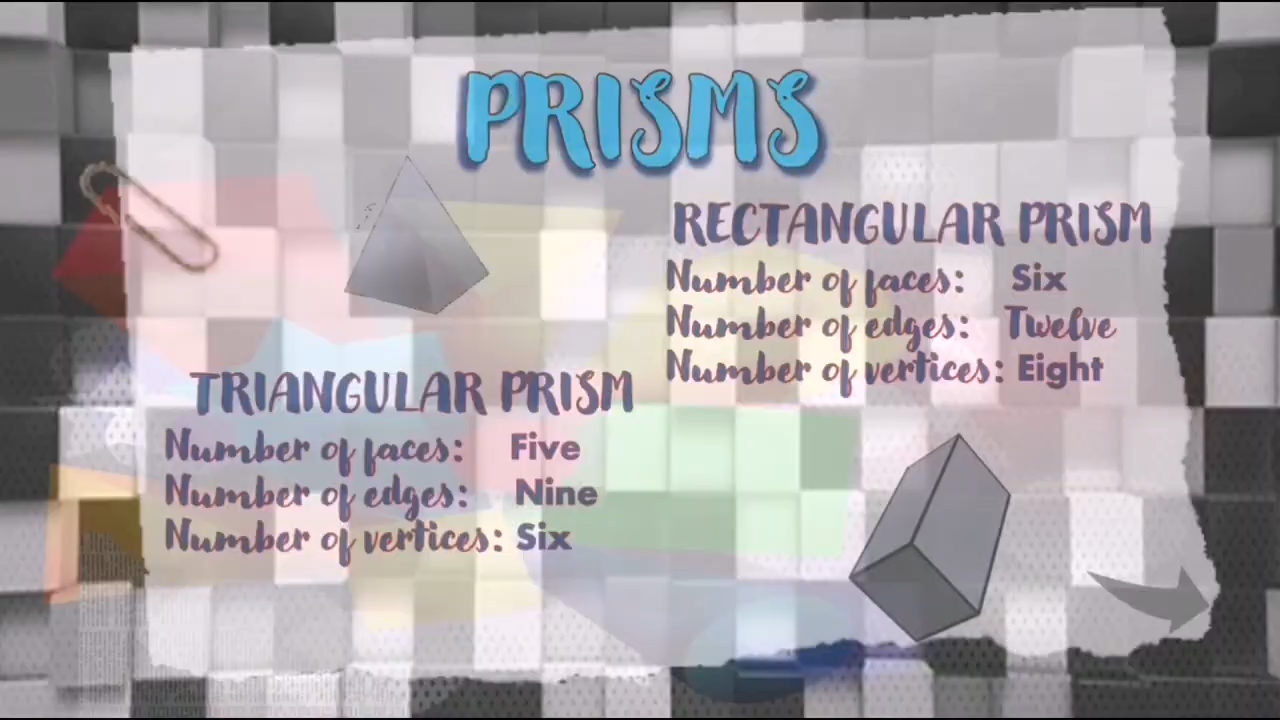 PRISMS
RECTANGULAR PRISM
Number of faces: Six
Number of edges: Twelve
Number of vertices: Eight
TRIANGULAR PRISM
Number of faces: Five
Number of edges: Nine
Number of vertices: Six